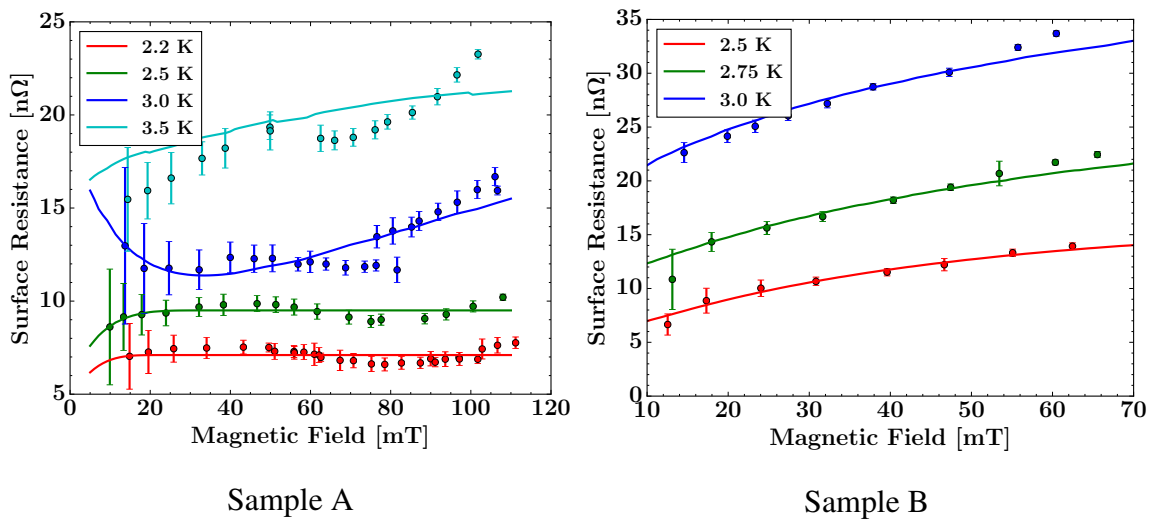 25
20
15
10
5
Surface Resistance [nΩ]
2.2 K
2.5 K
3.0 K
3.5 K
0 20 40 60 80 100 120
Magnetic Field [mT]
Sample A
35
30
25
20
15
10
5
0
Surface Resistance [nΩ]
2.5 K
2.75 K
3.0 K
10 20 30 40 50 60 70
Magnetic Field [mT]
Sample B